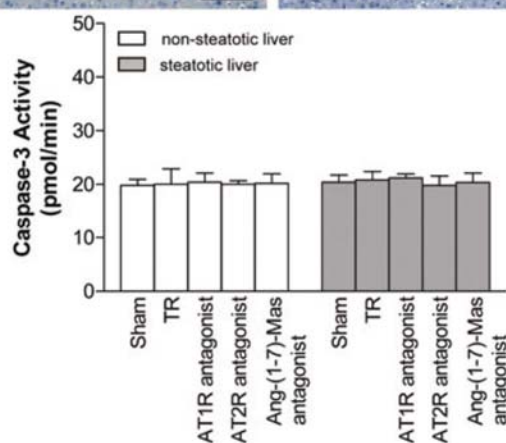 50
40
30
20
10
0
Caspase-3 Activity
(pmol/min)
non-steatotic liver
steatotic liver
Sham
TR
AT1R antagonist
AT2R antagonist
Ang-(1-7)-Mas
antagonist
Sham
TR
AT1R antagonist
AT2R antagonist
Ang-(1-7)-Mas
antagonist